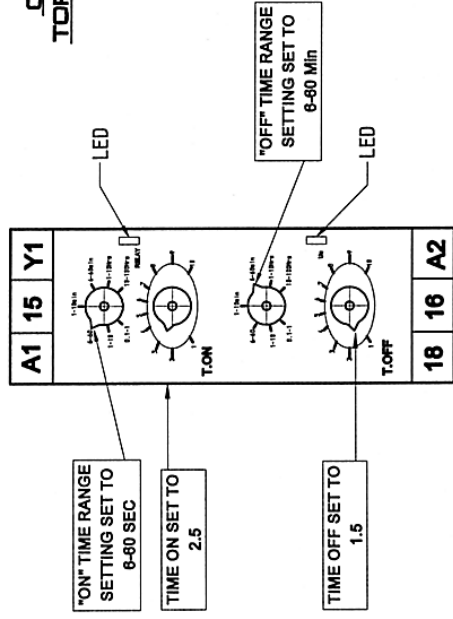 A1 15 Y1
"ON" TIME RANGE
SETTING SET TO
6-60 SEC
TIME ON SET TO
2.5
TIME OFF SET TO
1.5
LED
RELAY
T.ON
"OFF" TIME RANGE
SETTING SET TO
6-60 Min
LED
Un
T.OFF
18 16 A2